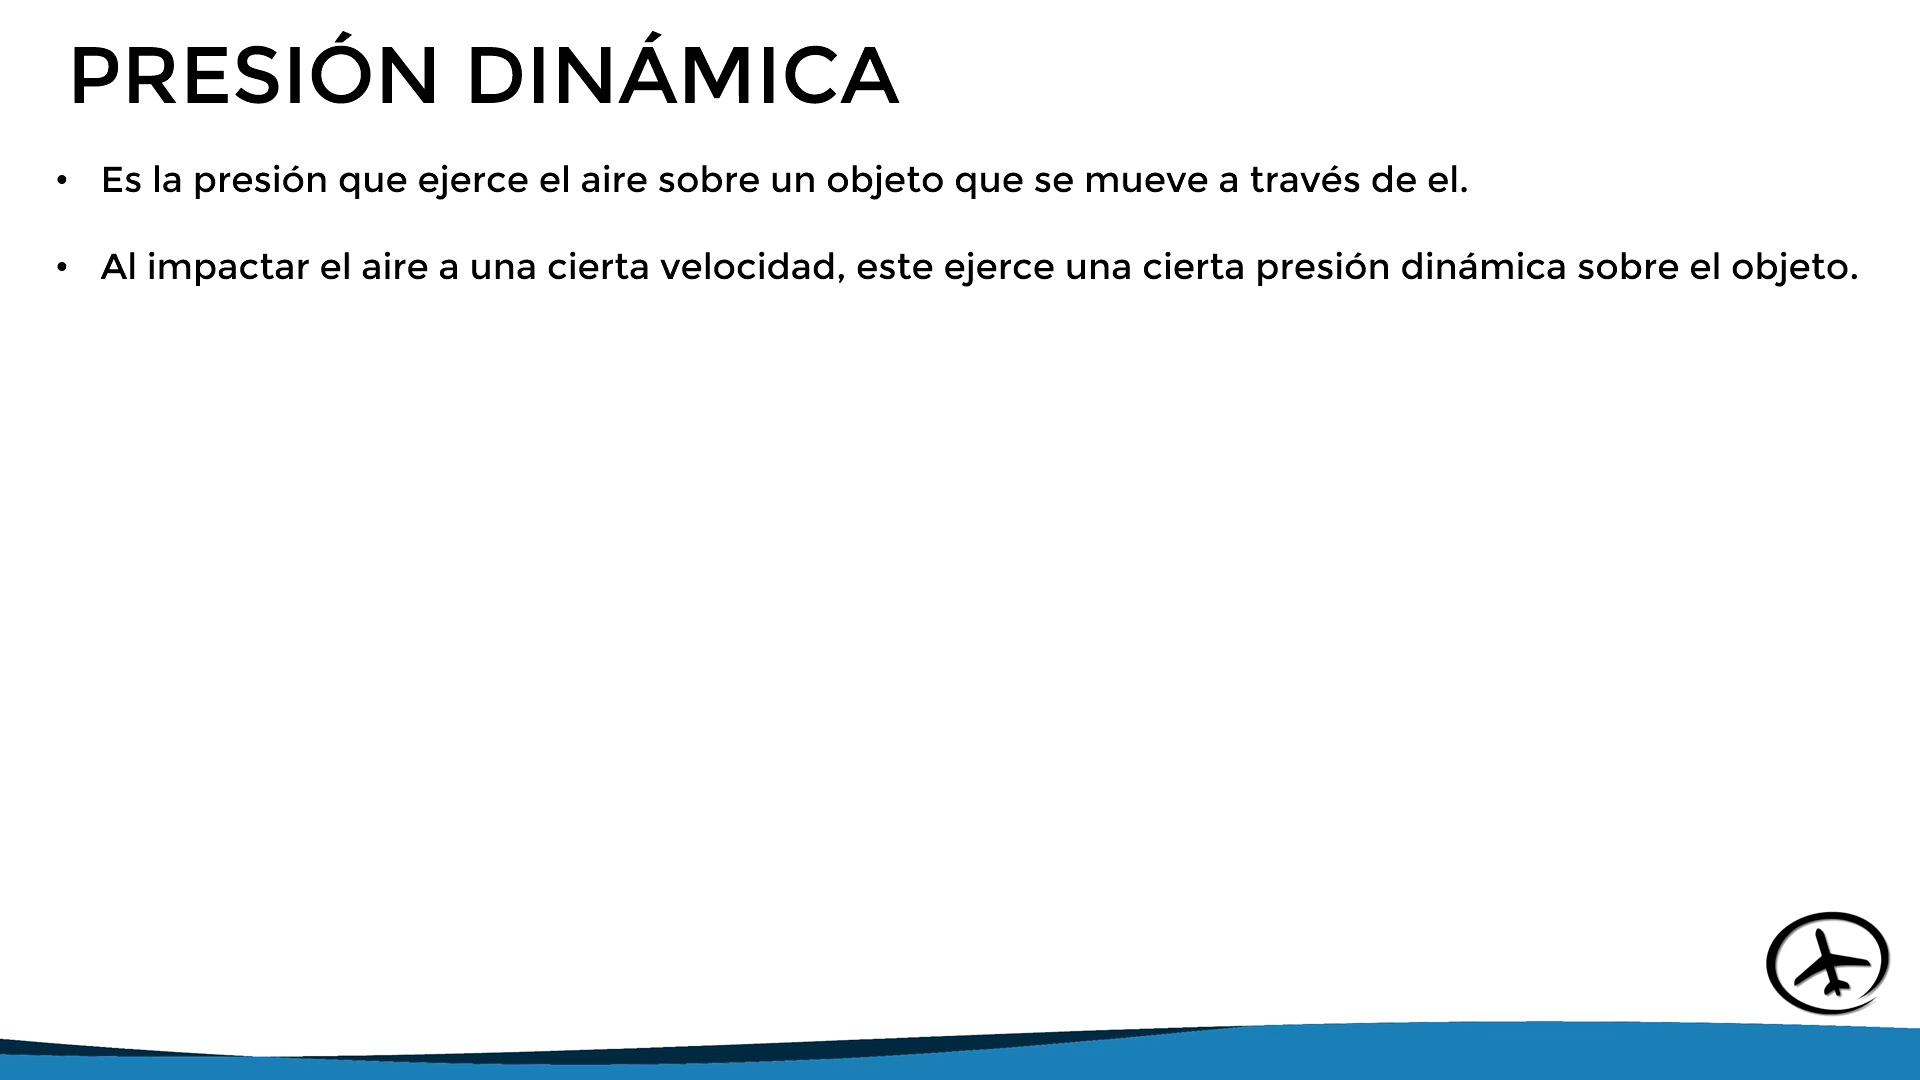 PRESIÓN DINÁMICA
• Es la presión que ejerce el aire sobre un objeto que se mueve a través de el.
• Al impactar el aire a una cierta velocidad, este ejerce una cierta presión dinámica sobre el objeto.